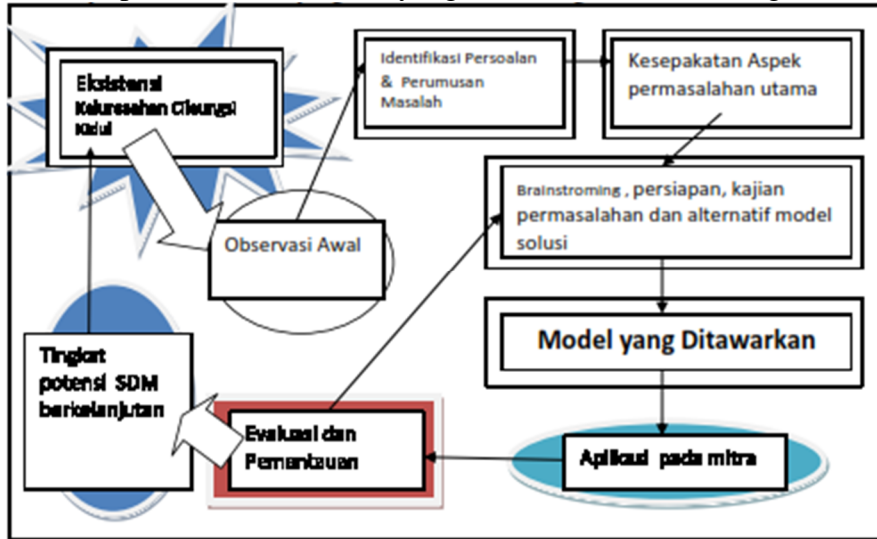 Eksistensi
Kelurasahan Cileungsi
Kidul
Identifikasi Persoalan
& Perumusan
Masalah
Kesepakatan Aspek
permasalahan utama
Observasi Awal
Brainstroming , persiapan, kajian
permasalahan dan alternatif model
solusi
Model yang Ditawarkan
Tingkat
potensi SDM
berkelanjutan
Evaluasi dan
Pemantauan
Aplikasi pada mitra